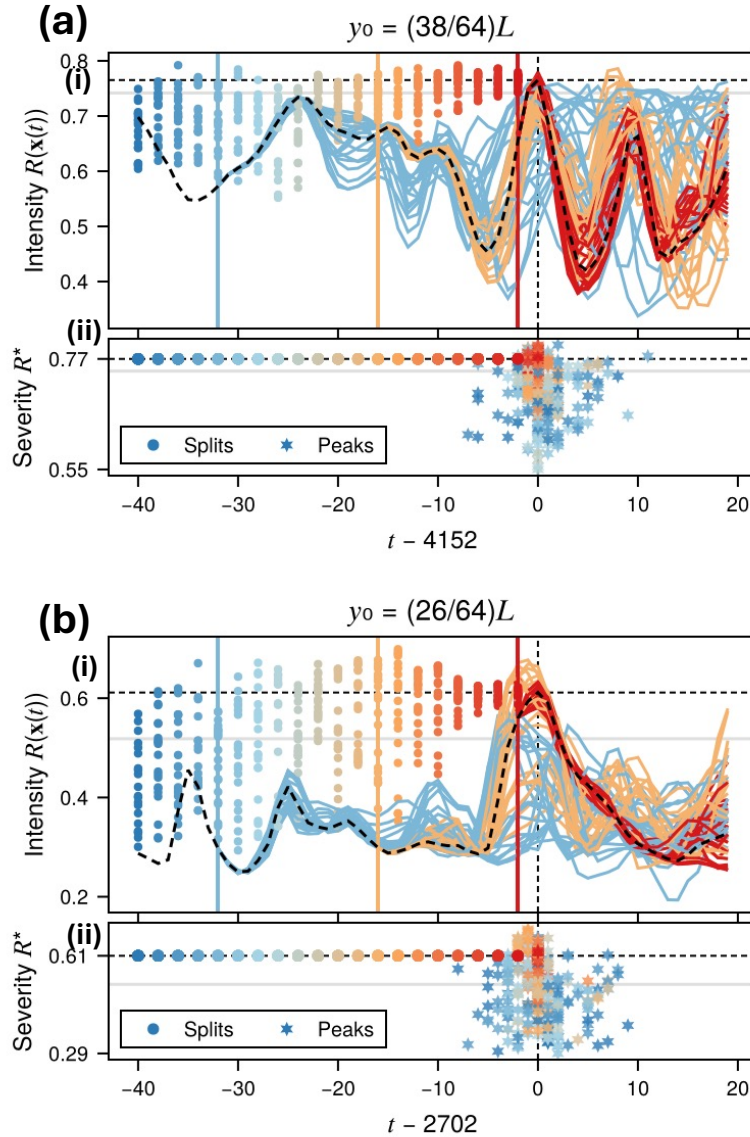 (a)
y₀ = (38/64)L
(i)
0.8
0.7
0.6
0.5
0.4
Intensity R(x(t))
(ii)
0.77
0.55
Severity R*
Splits
Peaks
−40
−30
−20
−10
0
10
20
t − 4152
(b)
y₀ = (26/64)L
(i)
0.6
0.4
0.2
Intensity R(x(t))
(ii)
0.61
0.29
Severity R*
Splits
Peaks
−40
−30
−20
−10
0
10
20
t − 2702